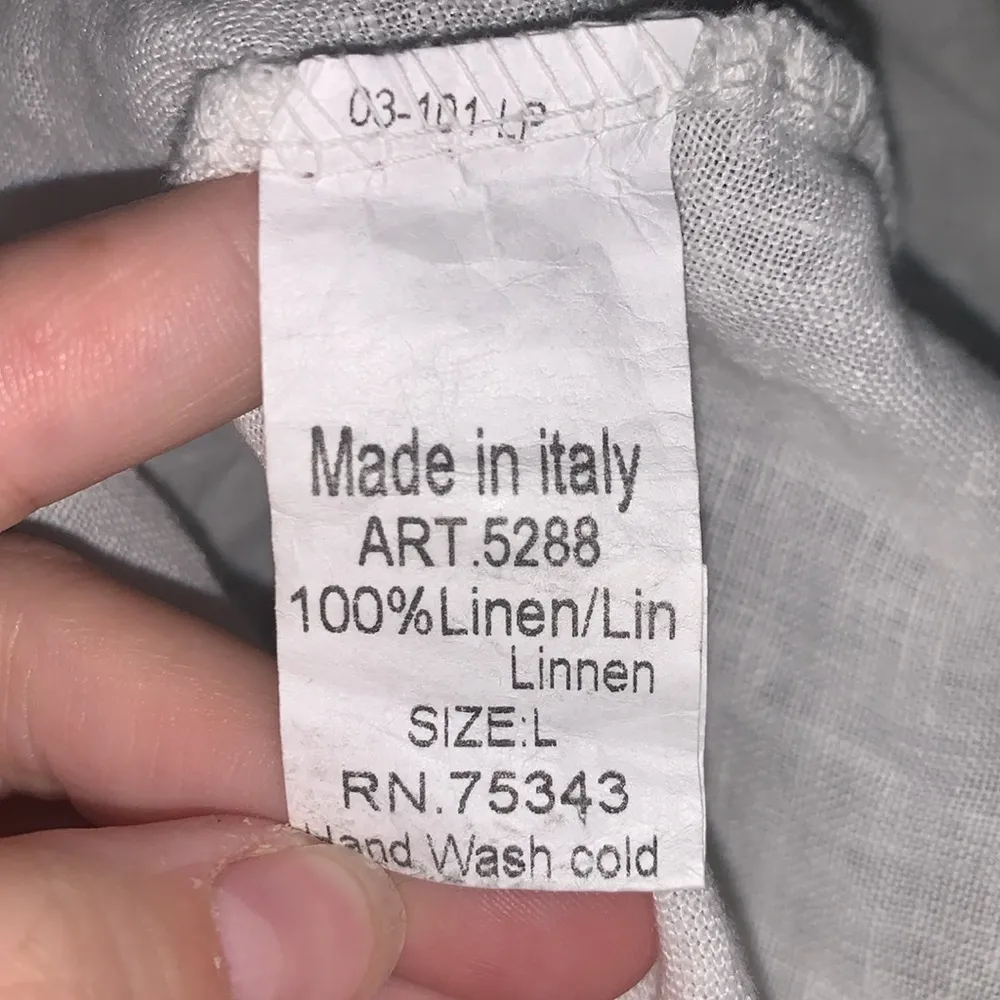 03-101-LP
Made in italy
ART.5288
100%Linen/Lin
Linnen
SIZE:L
RN.75343
Hand Wash cold